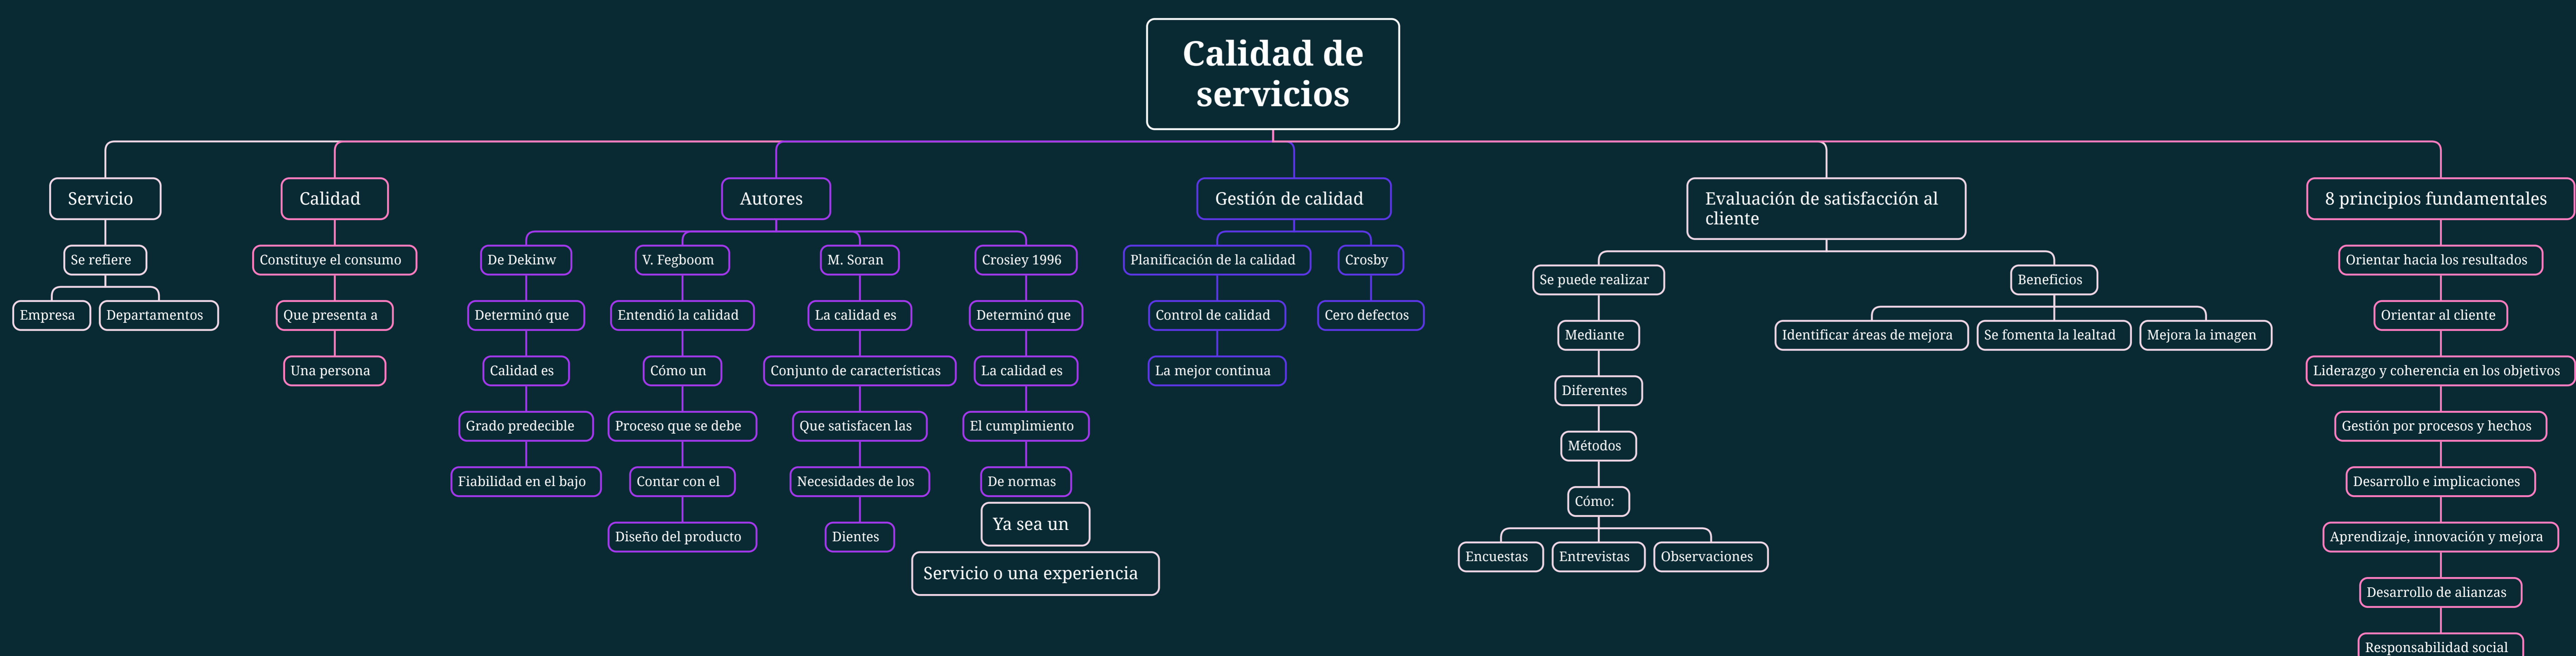 Calidad de
servicios
Servicio
Se refiere
Empresa
Departamentos
Calidad
Constituye el consumo
Que presenta a
Una persona
Autores
De Dekinw
Determinó que
Calidad es
Grado predecible
Fiabilidad en el bajo
V. Fegboom
Entendió la calidad
Cómo un
Proceso que se debe
Contar con el
Diseño del producto
M. Soran
La calidad es
Conjunto de características
Que satisfacen las
Necesidades de los
Dientes
Crosiey 1996
Determinó que
La calidad es
El cumplimiento
De normas
Ya sea un
Servicio o una experiencia
Gestión de calidad
Planificación de la calidad
Control de calidad
La mejor continua
Crosby
Cero defectos
Evaluación de satisfacción al
cliente
Se puede realizar
Mediante
Diferentes
Métodos
Cómo:
Encuestas
Entrevistas
Observaciones
Beneficios
Identificar áreas de mejora
Se fomenta la lealtad
Mejora la imagen
8 principios fundamentales
Orientar hacia los resultados
Orientar al cliente
Liderazgo y coherencia en los objetivos
Gestión por procesos y hechos
Desarrollo e implicaciones
Aprendizaje, innovación y mejora
Desarrollo de alianzas
Responsabilidad social